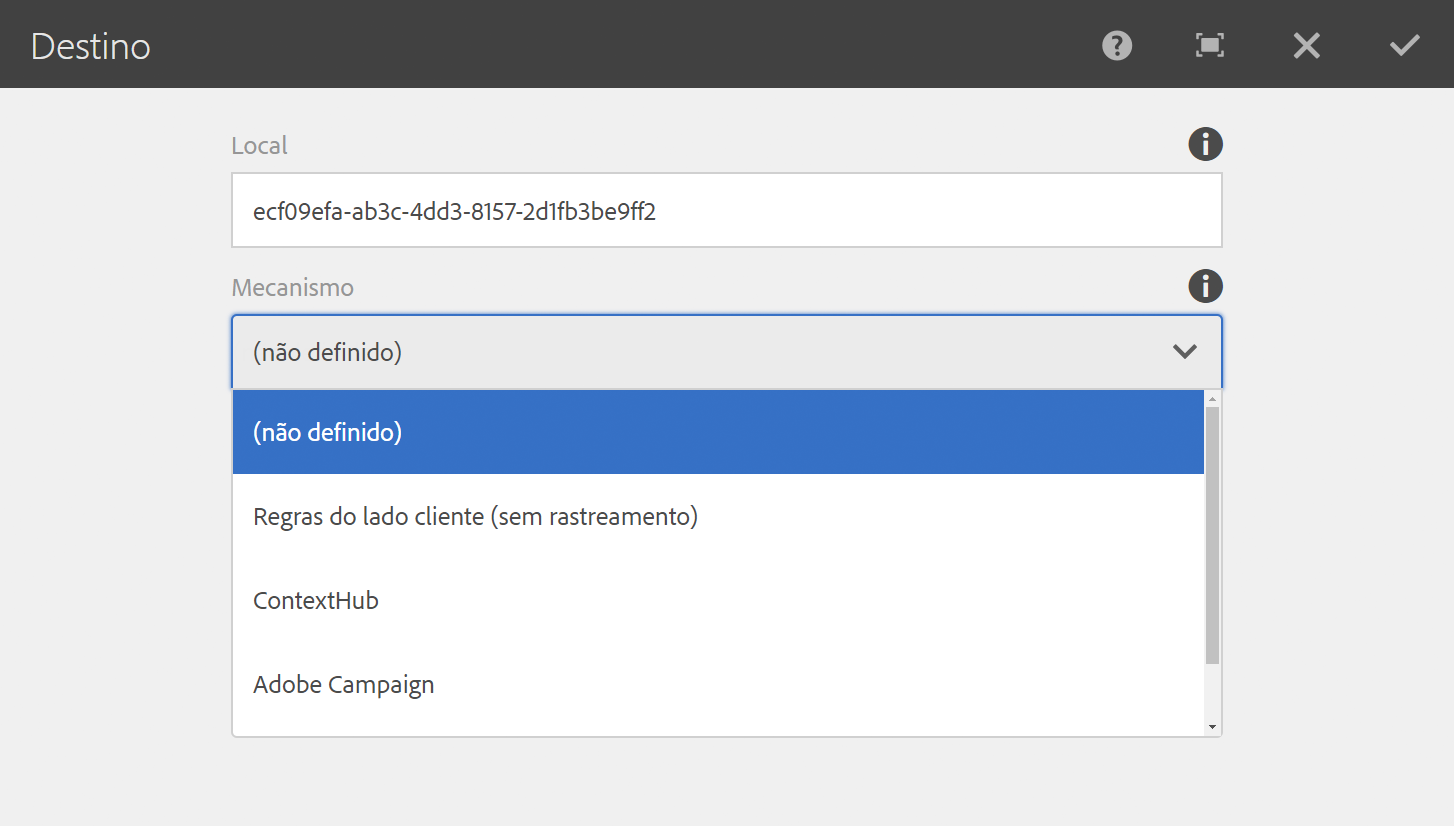 Destino
Local
ecf09efa-ab3c-4dd3-8157-2d1fb3be9ff2
Mecanismo
(não definido)
(não definido)
Regras do lado cliente (sem rastreamento)
ContextHub
Adobe Campaign